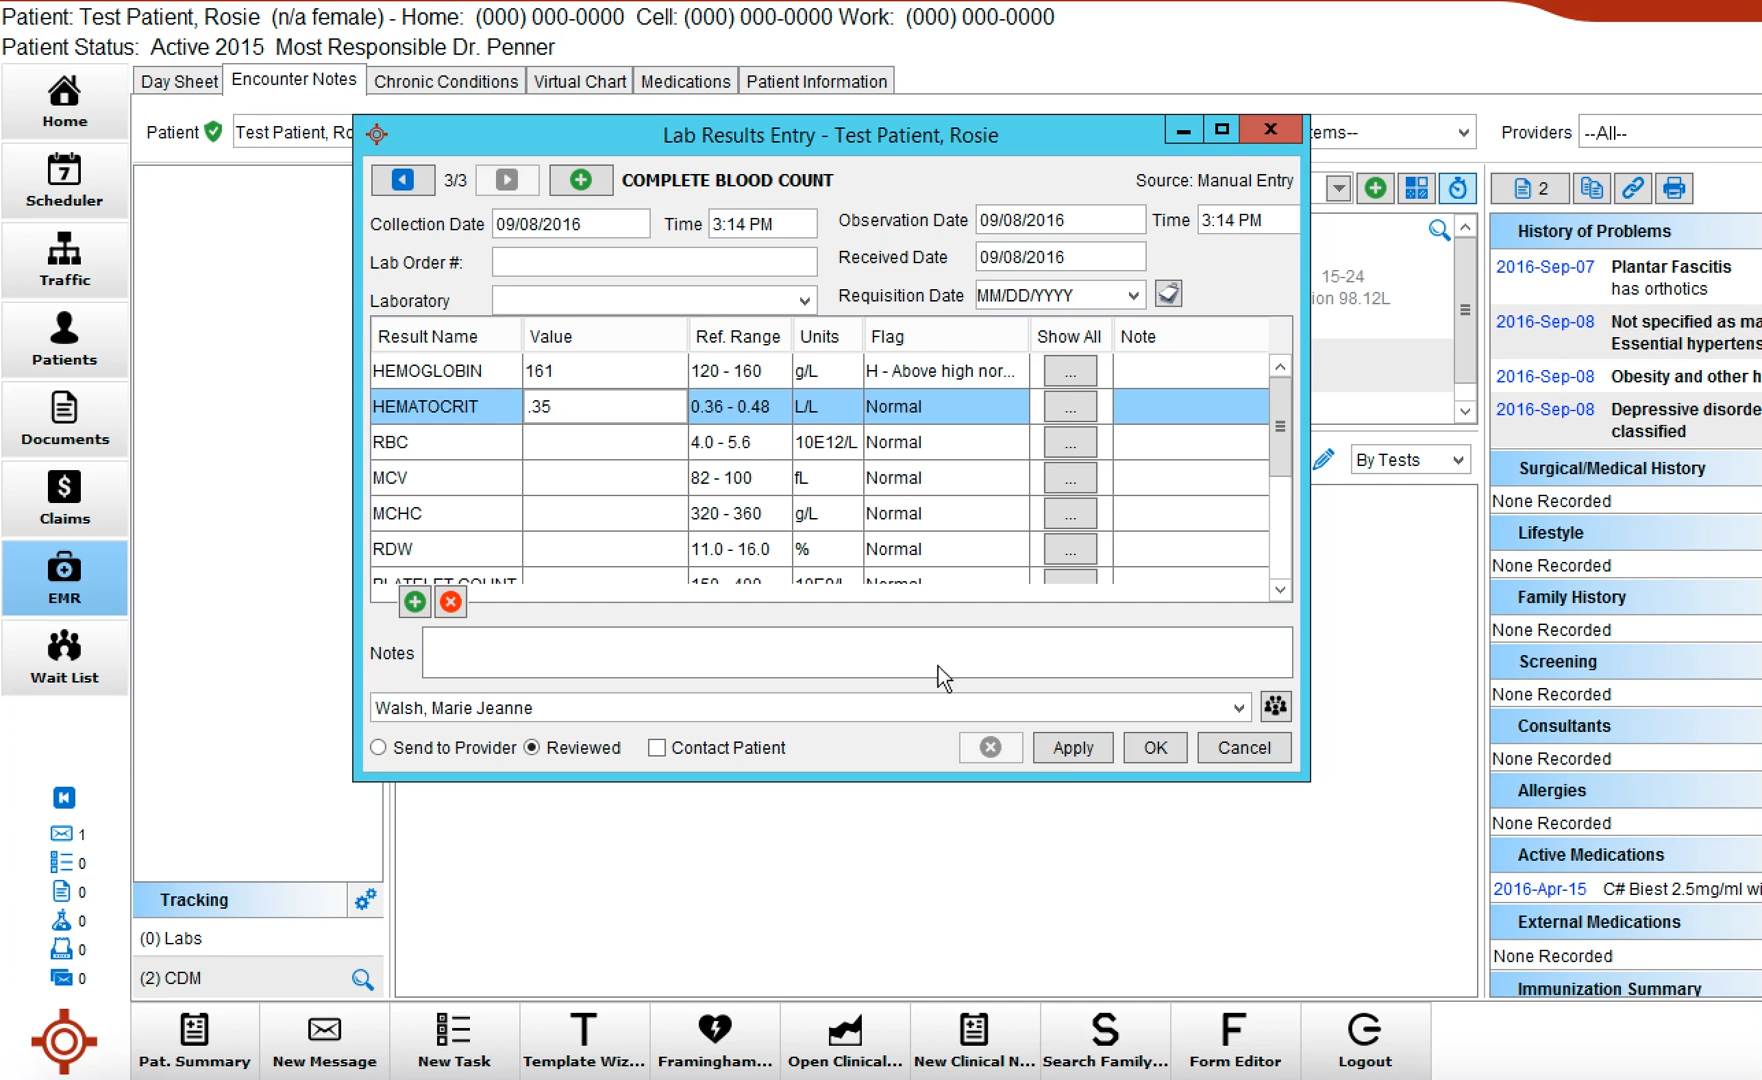 Patient: Test Patient, Rosie (n/a female) - Home: (000) 000-0000 Cell: (000) 000-0000 Work: (000) 000-0000
Patient Status: Active 2015 Most Responsible Dr. Penner
Home
Scheduler
Traffic
Patients
Documents
Claims
EMR
Wait List
1
0
0
0
0
0
Day Sheet Encounter Notes Chronic Conditions Virtual Chart Medications Patient Information
Patient Test Patient, Ro
ems-- Providers --All--
Lab Results Entry - Test Patient, Rosie
3/3 COMPLETE BLOOD COUNT Source: Manual Entry
Collection Date 09/08/2016 Time 3:14 PM Observation Date 09/08/2016 Time 3:14 PM
Lab Order #: Received Date 09/08/2016
Laboratory Requisition Date MM/DD/YYYY
Result Name Value Ref. Range Units Flag Show All Note
HEMOGLOBIN 161 120 - 160 g/L H - Above high nor... ...
HEMATOCRIT .35 0.36 - 0.48 L/L Normal ...
RBC 4.0 - 5.6 10E12/L Normal ...
MCV 82 - 100 fL Normal ...
MCHC 320 - 360 g/L Normal ...
RDW 11.0 - 16.0 % Normal ...
PLATELET COUNT 150 - 400 10E9/L Normal
Notes
Walsh, Marie Jeanne
Send to Provider Reviewed Contact Patient Apply OK Cancel
15-24
ion 98.12L
By Tests
2
History of Problems
2016-Sep-07 Plantar Fascitis
has orthotics
2016-Sep-08 Not specified as ma
Essential hypertens
2016-Sep-08 Obesity and other h
2016-Sep-08 Depressive disorde
classified
Surgical/Medical History
None Recorded
Lifestyle
None Recorded
Family History
None Recorded
Screening
None Recorded
Consultants
None Recorded
Allergies
None Recorded
Active Medications
2016-Apr-15 C# Biest 2.5mg/ml wi
External Medications
None Recorded
Immunization Summary
Tracking
(0) Labs
(2) CDM
Pat. Summary New Message New Task Template Wiz... Framingham... Open Clinical... New Clinical N... Search Family... Form Editor Logout